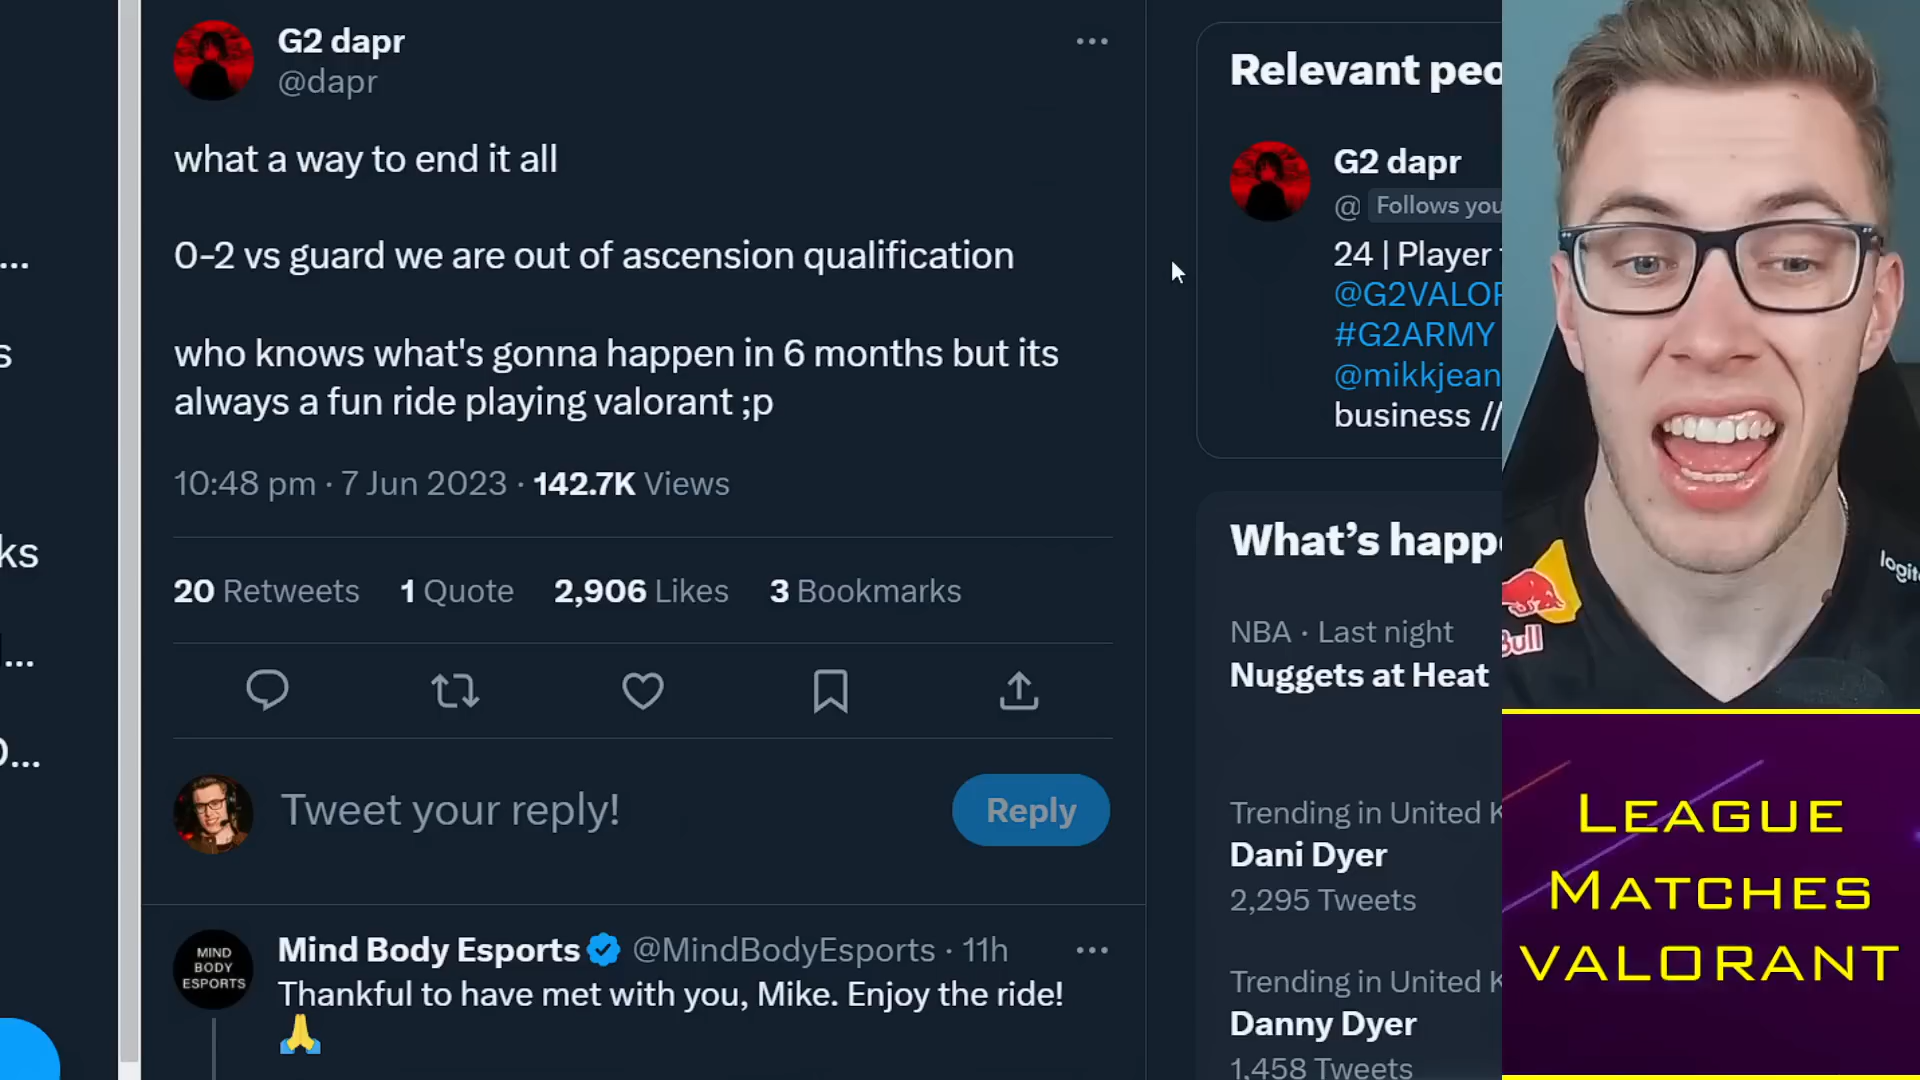 G2 dapr
@dapr
what a way to end it all
0-2 vs guard we are out of ascension qualification
who knows what's gonna happen in 6 months but its
always a fun ride playing valorant ;p
10:48 pm · 7 Jun 2023 · 142.7K Views
20 Retweets 1 Quote 2,906 Likes 3 Bookmarks
Tweet your reply!
Reply
MIND
BODY
ESPORTS
Mind Body Esports @MindBodyEsports · 11h
Thankful to have met with you, Mike. Enjoy the ride!
🙏
Relevant peo
G2 dapr
@ Follows you
24 | Player
@G2VALOR
#G2ARMY
@mikkjean
business //
What's happ
NBA · Last night
Nuggets at Heat
Trending in United K
Dani Dyer
2,295 Tweets
Trending in United K
Danny Dyer
1,458 Tweets
logite
Bull
LEAGUE
MATCHES
VALORANT
...
s
ks
...
...